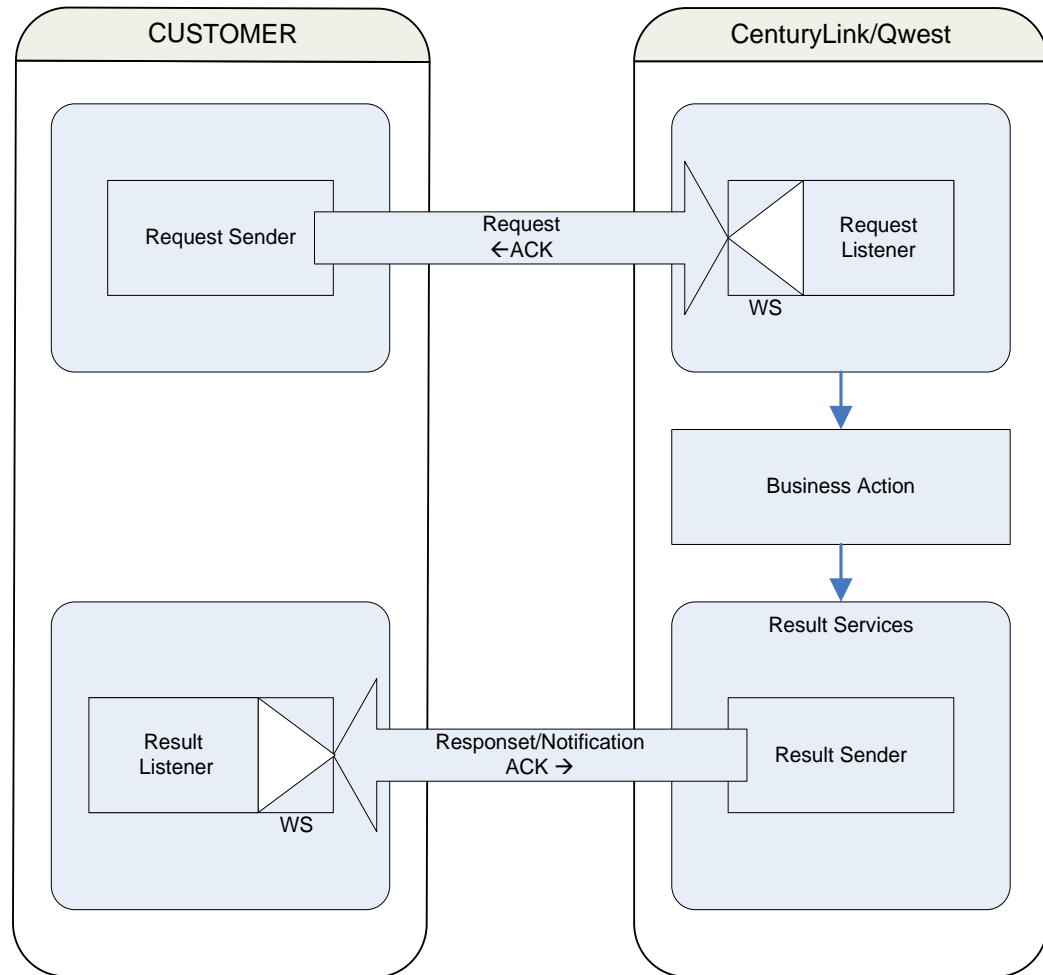 CUSTOMER
CenturyLink/Qwest
Request Sender
Request
←ACK
Request
Listener
WS
Business Action
Result Services
Result
Listener
WS
Responset/Notification
ACK →
Result Sender